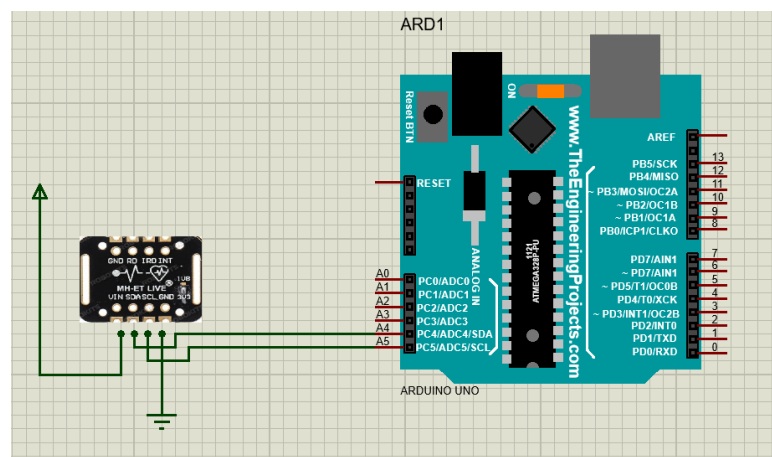 ARD1
Reset BTN
ON
www.TheEngineeringProjects.com
AREF
RESET
PB5/SCK 13
PB4/MISO 12
~ PB3/MOSI/OC2A 11
~ PB2/OC1B 10
~ PB1/OC1A 9
PB0/ICP1/CLKO 8
1121
ATMEGA328P-PU
ANALOG IN
GND RD IRD INT
MH-ET LIVE ®
1V8
3V3
VIN SDA SCL GND
A0 PC0/ADC0
A1 PC1/ADC1
A2 PC2/ADC2
A3 PC3/ADC3
A4 PC4/ADC4/SDA
A5 PC5/ADC5/SCL
PD7/AIN1 7
~ PD7/AIN1 6
~ PD5/T1/OC0B 5
PD4/T0/XCK 4
~ PD3/INT1/OC2B 3
PD2/INT0 2
PD1/TXD 1
PD0/RXD 0
ARDUINO UNO